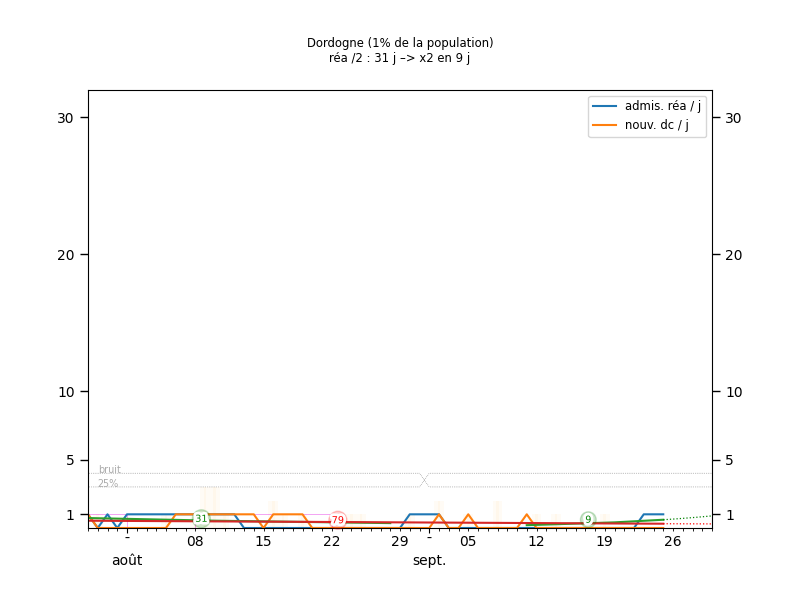 Dordogne (1% de la population)
réa /2 : 31 j –> x2 en 9 j
admis. réa / j
nouv. dc / j
30
30
20
20
10
10
5
5
bruit
25%
1
1
31
79
9
- 08 15 22 29 - 05 12 19 26
août sept.